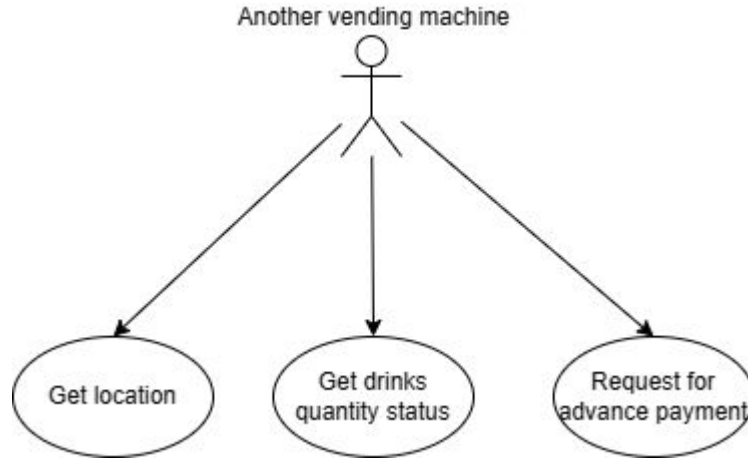 Another vending machine
Get location
Get drinks
quantity status
Request for
advance payment